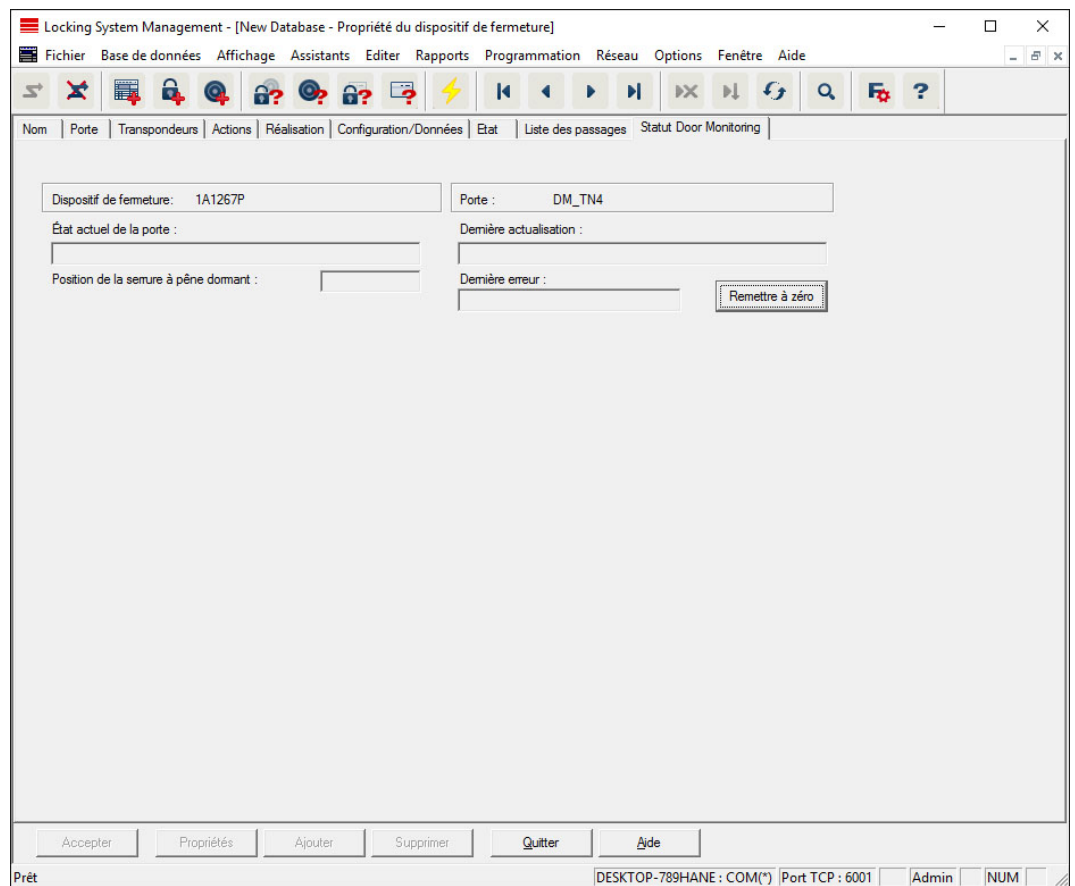 Locking System Management - [New Database - Propriété du dispositif de fermeture]
Fichier Base de données Affichage Assistants Editer Rapports Programmation Réseau Options Fenêtre Aide
Nom Porte Transpondeurs Actions Réalisation Configuration/Données Etat Liste des passages Statut Door Monitoring
Dispositif de fermeture: 1A1267P Porte : DM_TN4
État actuel de la porte : Dernière actualisation :
Position de la serrure à pêne dormant : Dernière erreur :
Remettre à zéro
Accepter Propriétés Ajouter Supprimer Quitter Aide
Prêt DESKTOP-789HANE : COM(*) Port TCP : 6001 Admin NUM